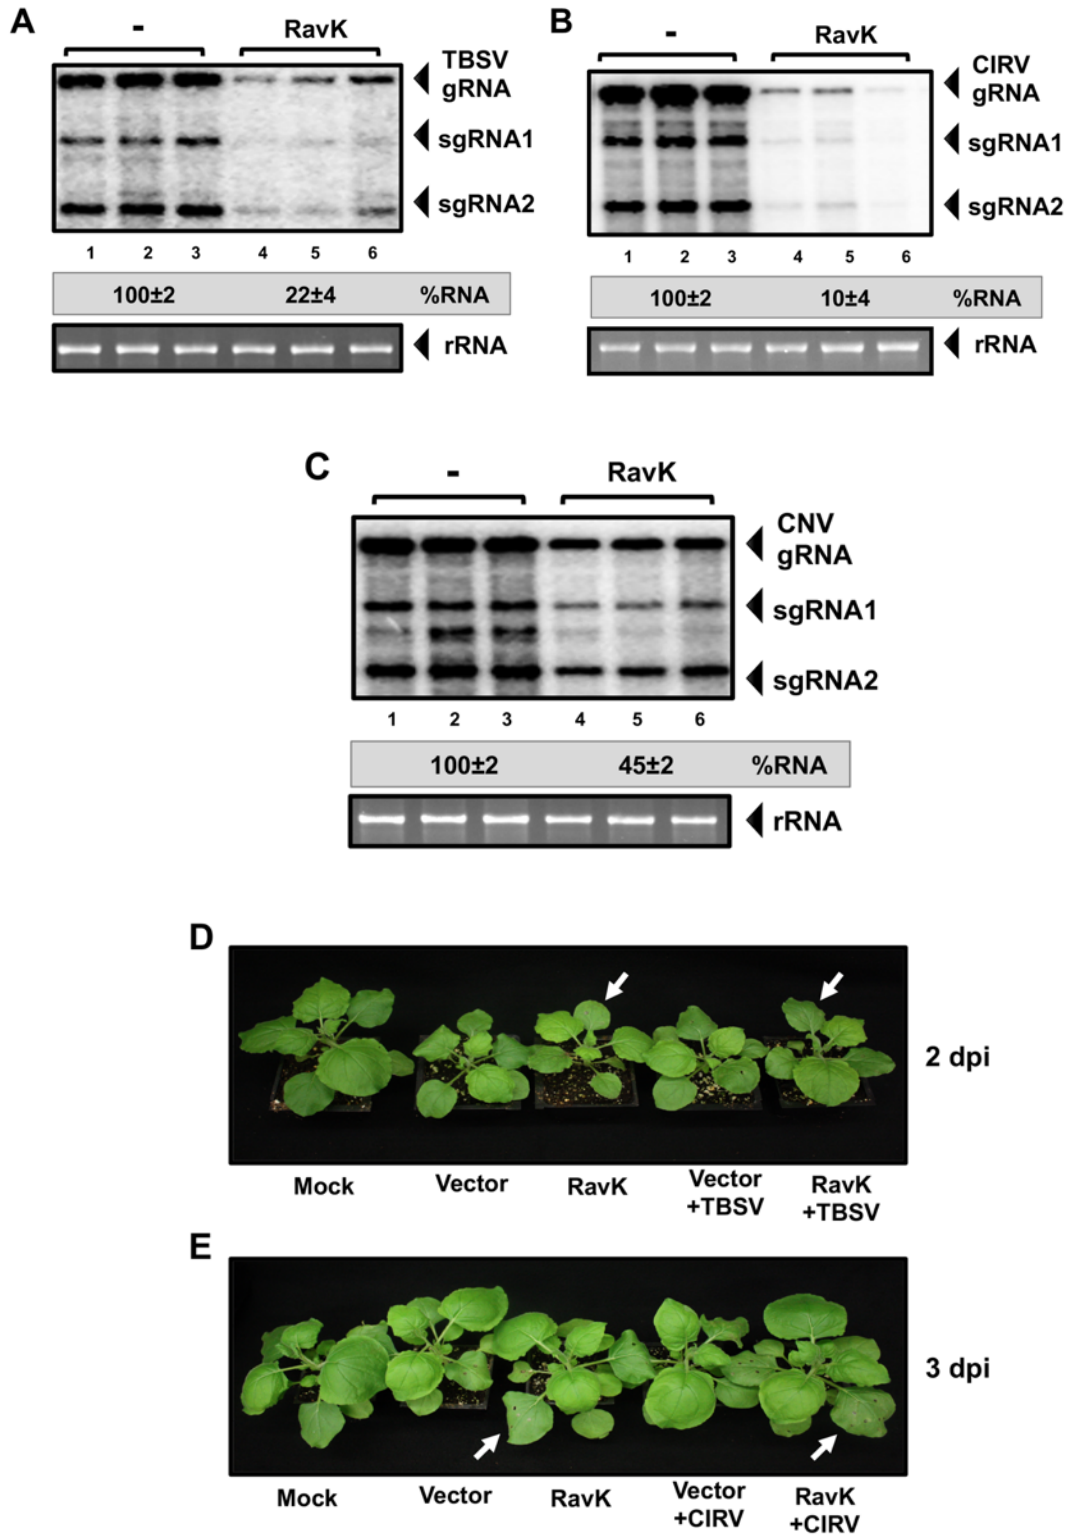 A
-
RavK
TBSV
gRNA
sgRNA1
sgRNA2
1 2 3 4 5 6
100±2 22±4 %RNA
rRNA
B
-
RavK
CIRV
gRNA
sgRNA1
sgRNA2
1 2 3 4 5 6
100±2 10±4 %RNA
rRNA
C
-
RavK
CNV
gRNA
sgRNA1
sgRNA2
1 2 3 4 5 6
100±2 45±2 %RNA
rRNA
D
2 dpi
Mock
Vector
RavK
Vector
+TBSV
RavK
+TBSV
E
3 dpi
Mock
Vector
RavK
Vector
+CIRV
RavK
+CIRV